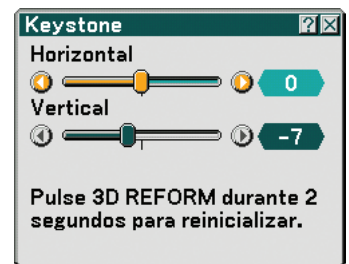 Keystone
Horizontal
0
Vertical
-7
Pulse 3D REFORM durante 2
segundos para reinicializar.